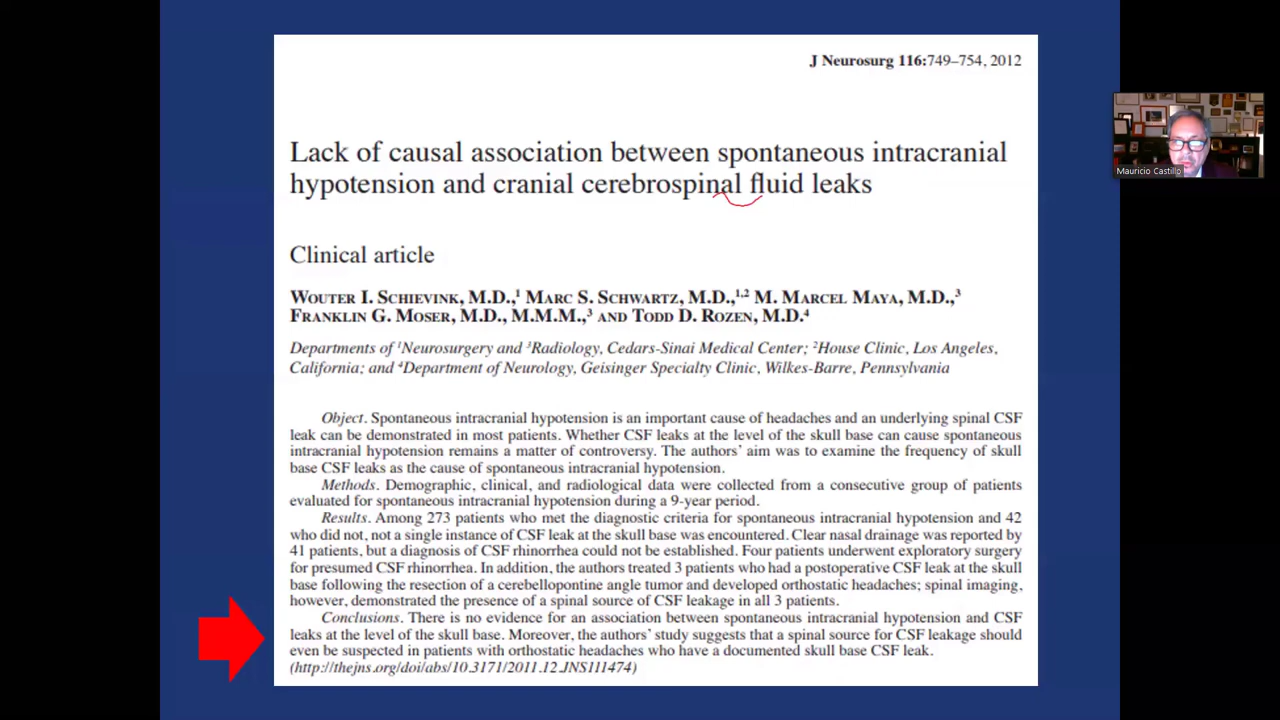 J Neurosurg 116:749–754, 2012
Lack of causal association between spontaneous intracranial
hypotension and cranial cerebrospinal fluid leaks
Clinical article
Wouter I. Schievink, M.D.,1 Marc S. Schwartz, M.D.,1,2 M. Marcel Maya, M.D.,3
Franklin G. Moser, M.D., M.M.M.,3 and Todd D. Rozen, M.D.4
Departments of 1Neurosurgery and 3Radiology, Cedars-Sinai Medical Center; 2House Clinic, Los Angeles,
California; and 4Department of Neurology, Geisinger Specialty Clinic, Wilkes-Barre, Pennsylvania
Object. Spontaneous intracranial hypotension is an important cause of headaches and an underlying spinal CSF
leak can be demonstrated in most patients. Whether CSF leaks at the level of the skull base can cause spontaneous
intracranial hypotension remains a matter of controversy. The authors' aim was to examine the frequency of skull
base CSF leaks as the cause of spontaneous intracranial hypotension.
Methods. Demographic, clinical, and radiological data were collected from a consecutive group of patients
evaluated for spontaneous intracranial hypotension during a 9-year period.
Results. Among 273 patients who met the diagnostic criteria for spontaneous intracranial hypotension and 42
who did not, not a single instance of CSF leak at the skull base was encountered. Clear nasal drainage was reported by
41 patients, but a diagnosis of CSF rhinorrhea could not be established. Four patients underwent exploratory surgery
for presumed CSF rhinorrhea. In addition, the authors treated 3 patients who had a postoperative CSF leak at the skull
base following the resection of a cerebellopontine angle tumor and developed orthostatic headaches; spinal imaging,
however, demonstrated the presence of a spinal source of CSF leakage in all 3 patients.
Conclusions. There is no evidence for an association between spontaneous intracranial hypotension and CSF
leaks at the level of the skull base. Moreover, the authors' study suggests that a spinal source for CSF leakage should
even be suspected in patients with orthostatic headaches who have a documented skull base CSF leak.
(http://thejns.org/doi/abs/10.3171/2011.12.JNS111474)
Mauricio Castillo